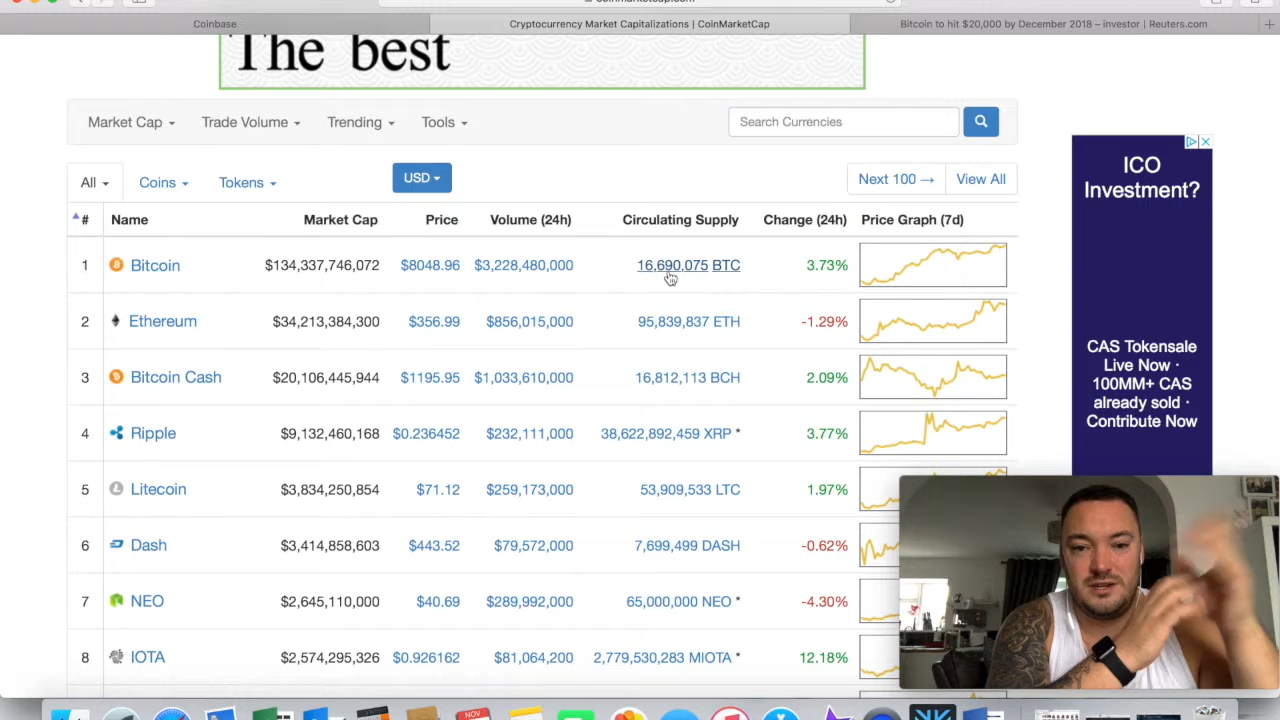 coinmarketcap.com
Coinbase
Cryptocurrency Market Capitalizations | CoinMarketCap
Bitcoin to hit $20,000 by December 2018 – investor | Reuters.com
The best
Market Cap
Trade Volume
Trending
Tools
Search Currencies
All
Coins
Tokens
USD
Next 100 →
View All
# Name Market Cap Price Volume (24h) Circulating Supply Change (24h) Price Graph (7d)
1 Bitcoin $134,337,746,072 $8048.96 $3,228,480,000 16,690,075 BTC 3.73%
2 Ethereum $34,213,384,300 $356.99 $856,015,000 95,839,837 ETH -1.29%
3 Bitcoin Cash $20,106,445,944 $1195.95 $1,033,610,000 16,812,113 BCH 2.09%
4 Ripple $9,132,460,168 $0.236452 $232,111,000 38,622,892,459 XRP * 3.77%
5 Litecoin $3,834,250,854 $71.12 $259,173,000 53,909,533 LTC 1.97%
6 Dash $3,414,858,603 $443.52 $79,572,000 7,699,499 DASH -0.62%
7 NEO $2,645,110,000 $40.69 $289,992,000 65,000,000 NEO * -4.30%
8 IOTA $2,574,295,326 $0.926162 $81,064,200 2,779,530,283 MIOTA * 12.18%
ICO
Investment?
CAS Tokensale
Live Now ·
100MM+ CAS
already sold ·
Contribute Now
NOV